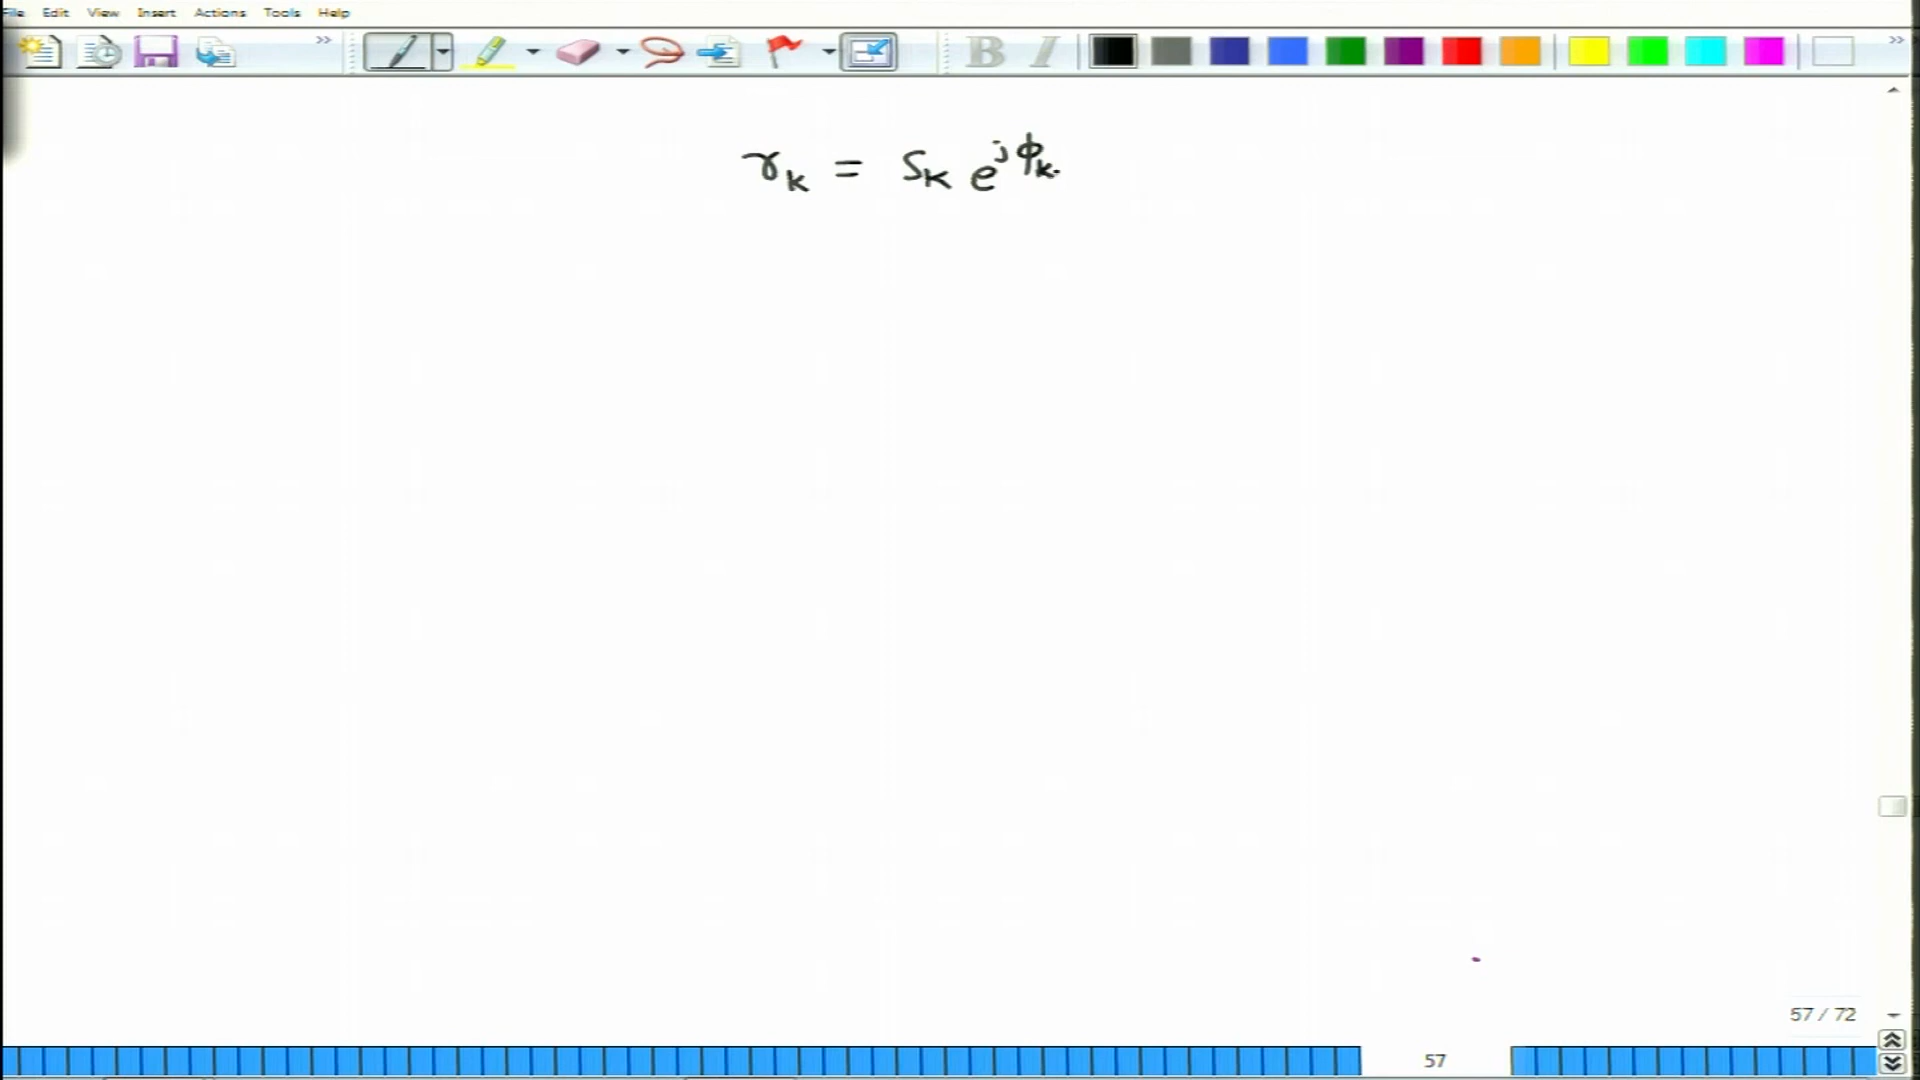 File Edit View Insert Actions Tools Help
B I
r_k = s_k e^{jϕ_k}
57 / 72
57